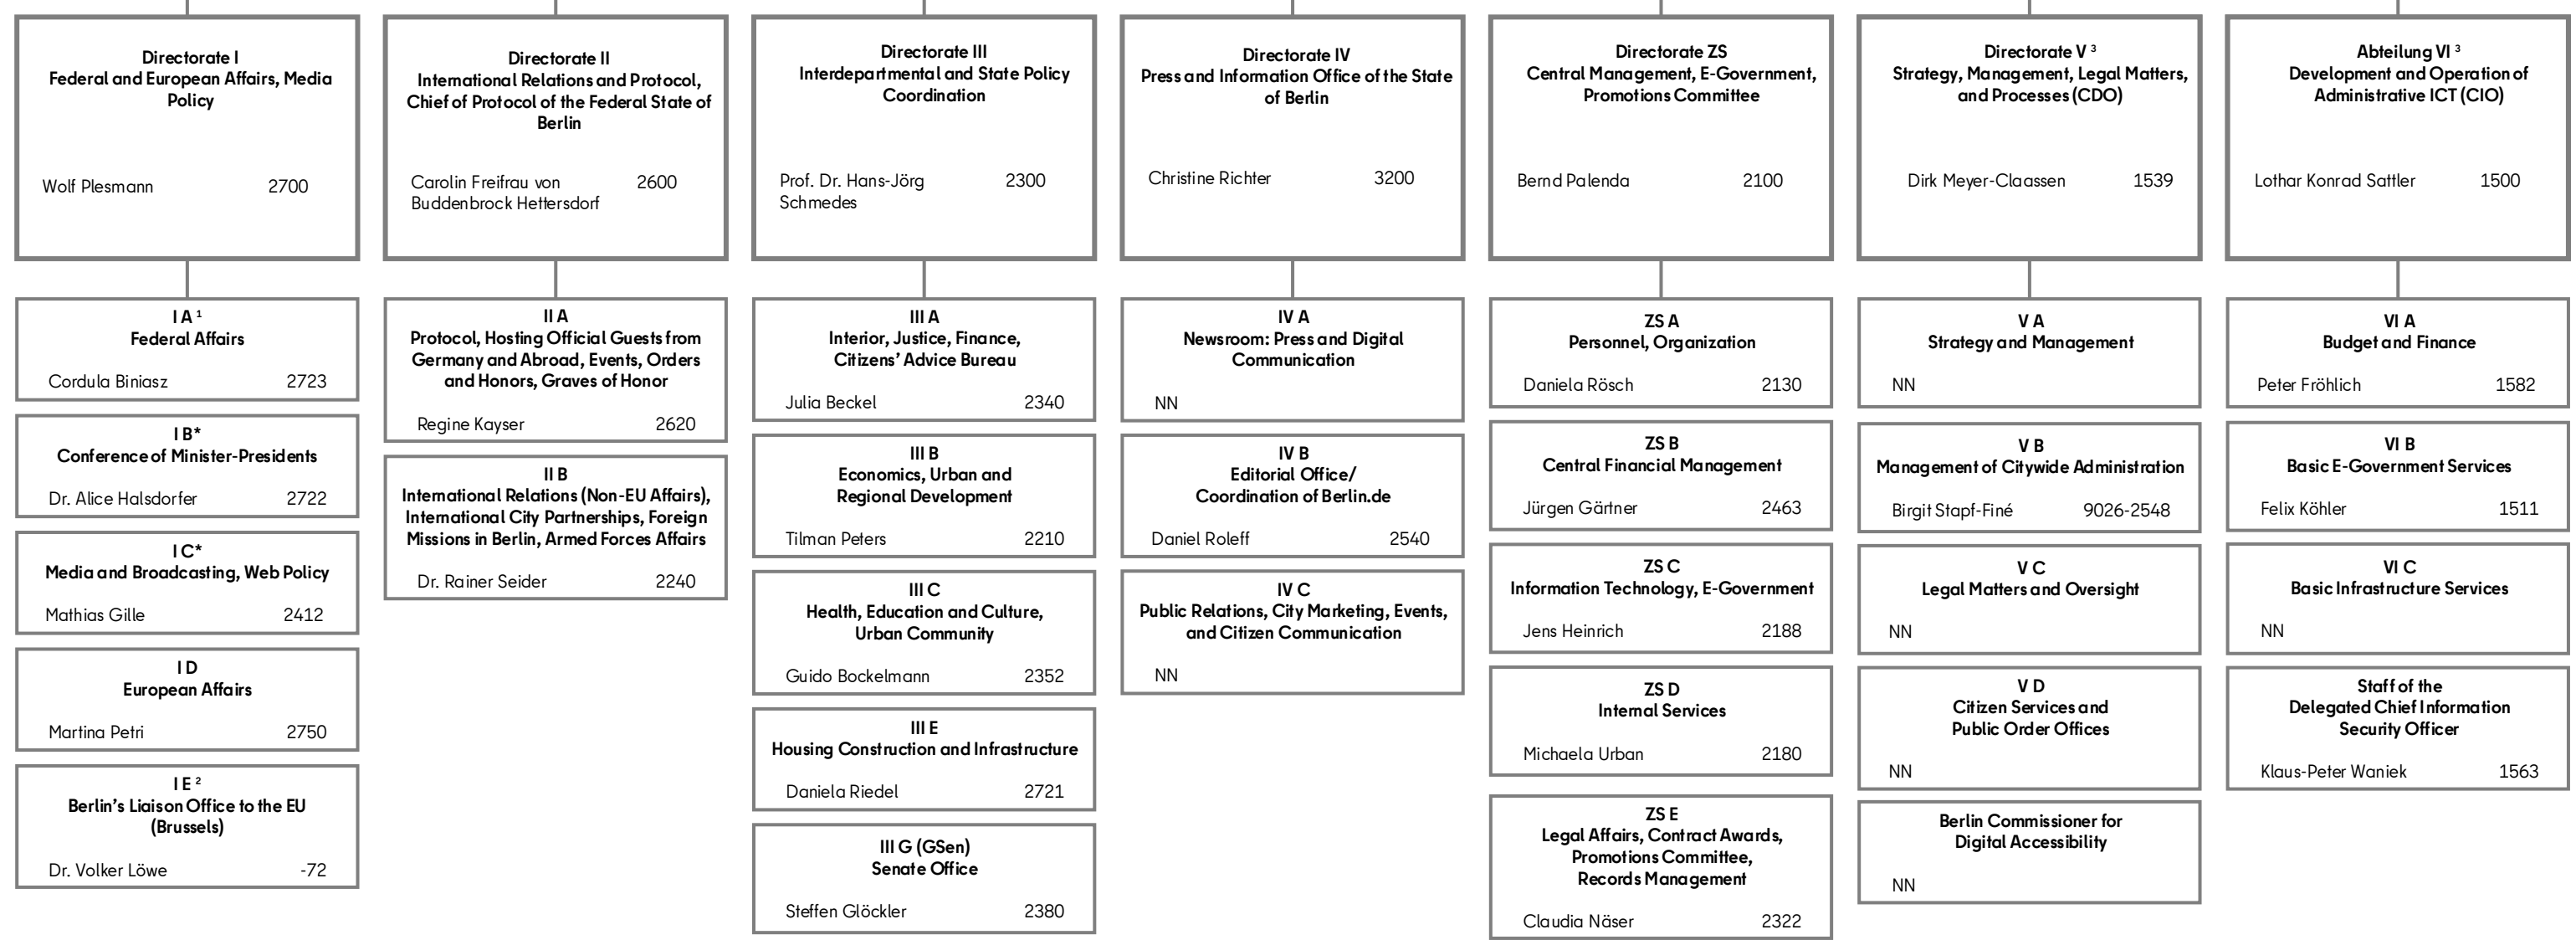 Directorate I
Federal and European Affairs, Media
Policy
Wolf Plesmann 2700
I A ¹
Federal Affairs
Cordula Biniasz 2723
I B*
Conference of Minister-Presidents
Dr. Alice Halsdorfer 2722
I C*
Media and Broadcasting, Web Policy
Mathias Gille 2412
I D
European Affairs
Martina Petri 2750
I E ²
Berlin’s Liaison Office to the EU
(Brussels)
Dr. Volker Löwe -72
Directorate II
International Relations and Protocol,
Chief of Protocol of the Federal State of
Berlin
Carolin Freifrau von 2600
Buddenbrock Hettersdorf
II A
Protocol, Hosting Official Guests from
Germany and Abroad, Events, Orders
and Honors, Graves of Honor
Regine Kayser 2620
II B
International Relations (Non-EU Affairs),
International City Partnerships, Foreign
Missions in Berlin, Armed Forces Affairs
Dr. Rainer Seider 2240
Directorate III
Interdepartmental and State Policy
Coordination
Prof. Dr. Hans-Jörg 2300
Schmedes
III A
Interior, Justice, Finance,
Citizens’ Advice Bureau
Julia Beckel 2340
III B
Economics, Urban and
Regional Development
Tilman Peters 2210
III C
Health, Education and Culture,
Urban Community
Guido Bockelmann 2352
III E
Housing Construction and Infrastructure
Daniela Riedel 2721
III G (GSen)
Senate Office
Steffen Glöckler 2380
Directorate IV
Press and Information Office of the State
of Berlin
Christine Richter 3200
IV A
Newsroom: Press and Digital
Communication
NN
IV B
Editorial Office/
Coordination of Berlin.de
Daniel Roleff 2540
IV C
Public Relations, City Marketing, Events,
and Citizen Communication
NN
Directorate ZS
Central Management, E-Government,
Promotions Committee
Bernd Palenda 2100
ZS A
Personnel, Organization
Daniela Rösch 2130
ZS B
Central Financial Management
Jürgen Gärtner 2463
ZS C
Information Technology, E-Government
Jens Heinrich 2188
ZS D
Internal Services
Michaela Urban 2180
ZS E
Legal Affairs, Contract Awards,
Promotions Committee,
Records Management
Claudia Näser 2322
Directorate V ³
Strategy, Management, Legal Matters,
and Processes (CDO)
Dirk Meyer-Claassen 1539
V A
Strategy and Management
NN
V B
Management of Citywide Administration
Birgit Stapf-Finé 9026-2548
V C
Legal Matters and Oversight
NN
V D
Citizen Services and
Public Order Offices
NN
Berlin Commissioner for
Digital Accessibility
NN
Abteilung VI ³
Development and Operation of
Administrative ICT (CIO)
Lothar Konrad Sattler 1500
VI A
Budget and Finance
Peter Fröhlich 1582
VI B
Basic E-Government Services
Felix Köhler 1511
VI C
Basic Infrastructure Services
NN
Staff of the
Delegated Chief Information
Security Officer
Klaus-Peter Waniek 1563